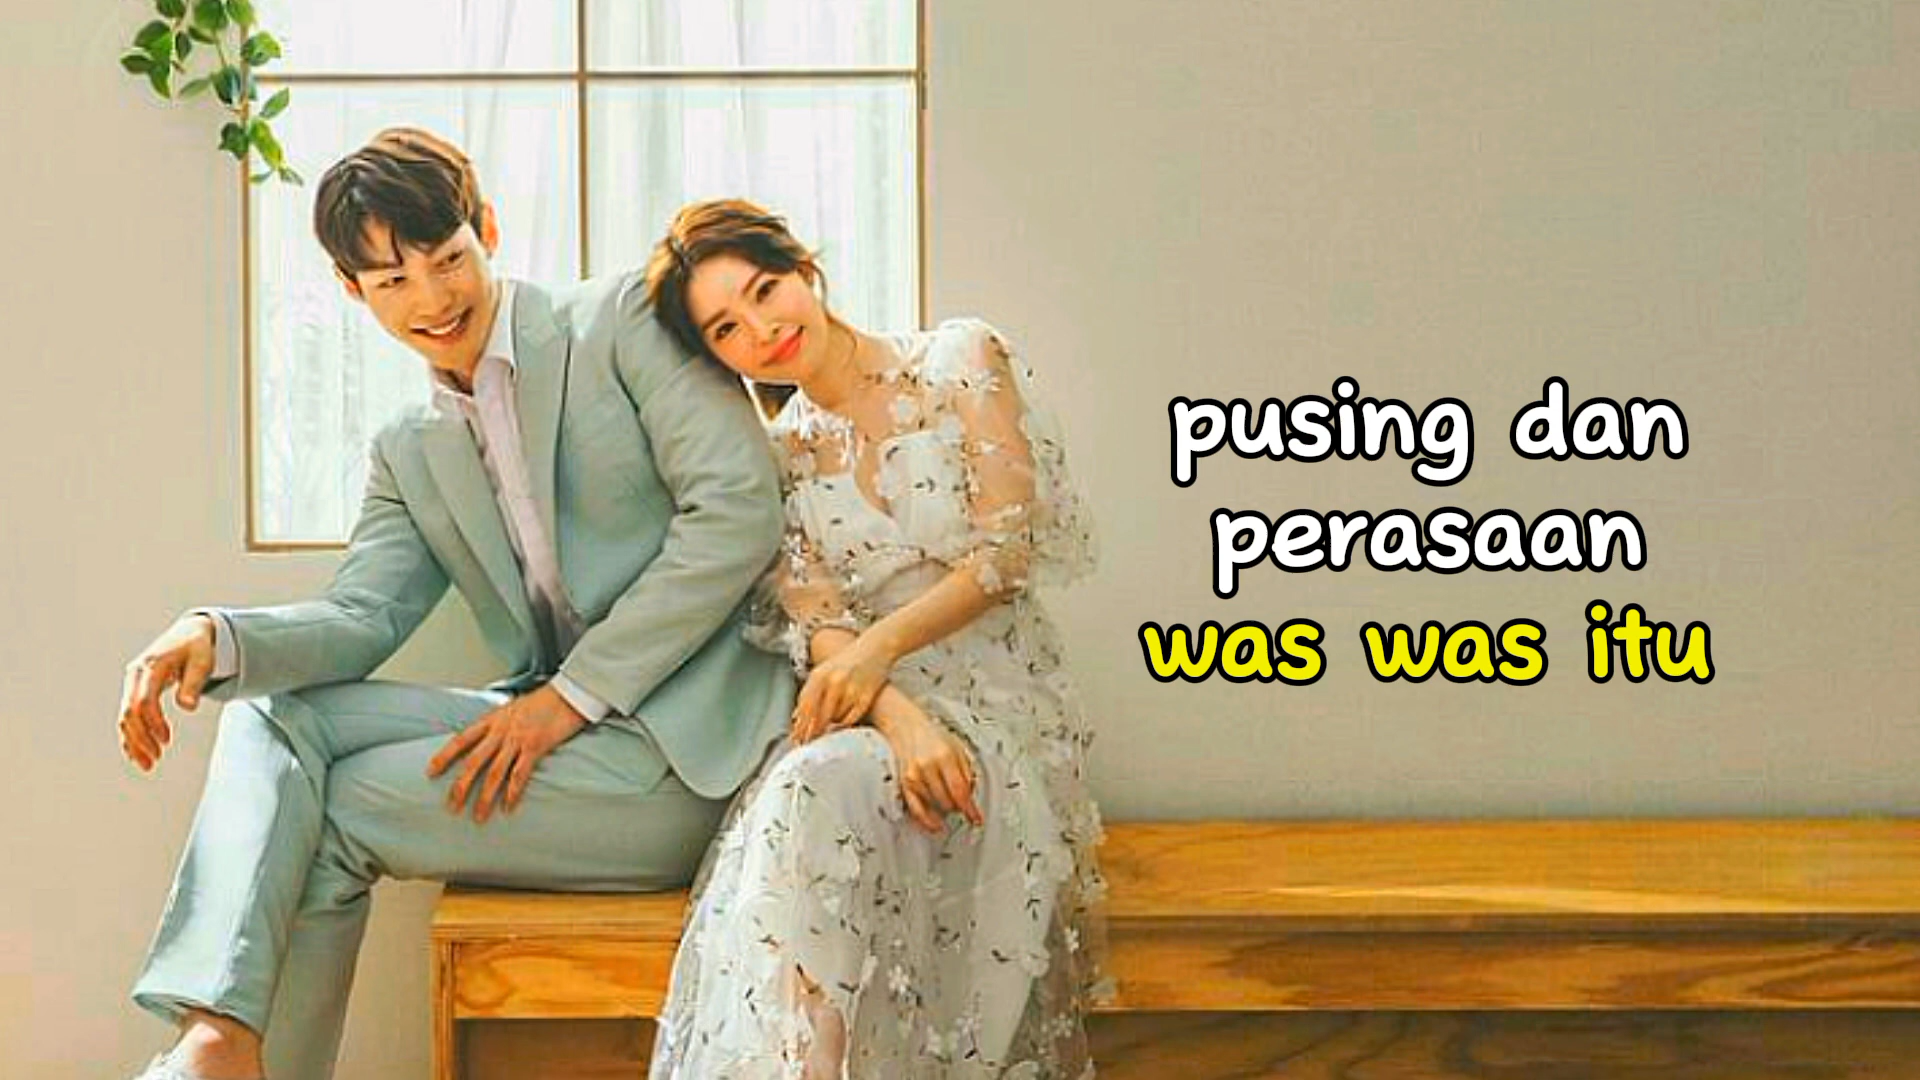 pusing dan
perasaan
was was itu